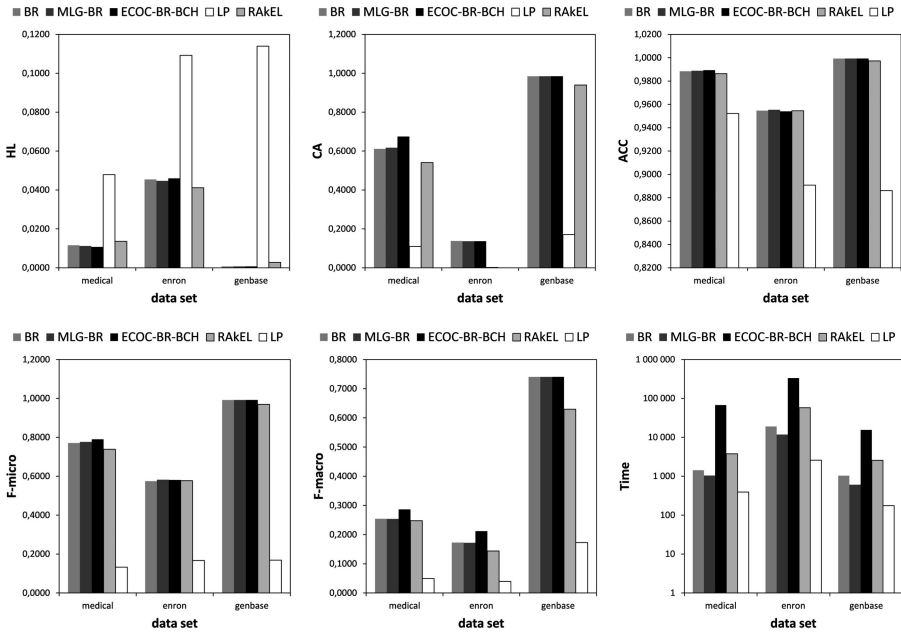 BR MLG-BR ECOC-BR-BCH LP RAkEL
0,1200
0,1000
0,0800
0,0600
0,0400
0,0200
0,0000
HL
medical enron genbase
data set
BR MLG-BR ECOC-BR-BCH LP RAkEL
1,2000
1,0000
0,8000
0,6000
0,4000
0,2000
0,0000
CA
medical enron genbase
data set
BR MLG-BR ECOC-BR-BCH RAkEL LP
1,0200
1,0000
0,9800
0,9600
0,9400
0,9200
0,9000
0,8800
0,8600
0,8400
0,8200
ACC
medical enron genbase
data set
BR MLG-BR ECOC-BR-BCH RAkEL LP
1,2000
1,0000
0,8000
0,6000
0,4000
0,2000
0,0000
F-micro
medical enron genbase
data set
BR MLG-BR ECOC-BR-BCH RAkEL LP
0,8000
0,7000
0,6000
0,5000
0,4000
0,3000
0,2000
0,1000
0,0000
F-macro
medical enron genbase
data set
BR MLG-BR ECOC-BR-BCH RAkEL LP
1 000 000
100 000
10 000
1 000
100
10
1
Time
medical enron genbase
data set